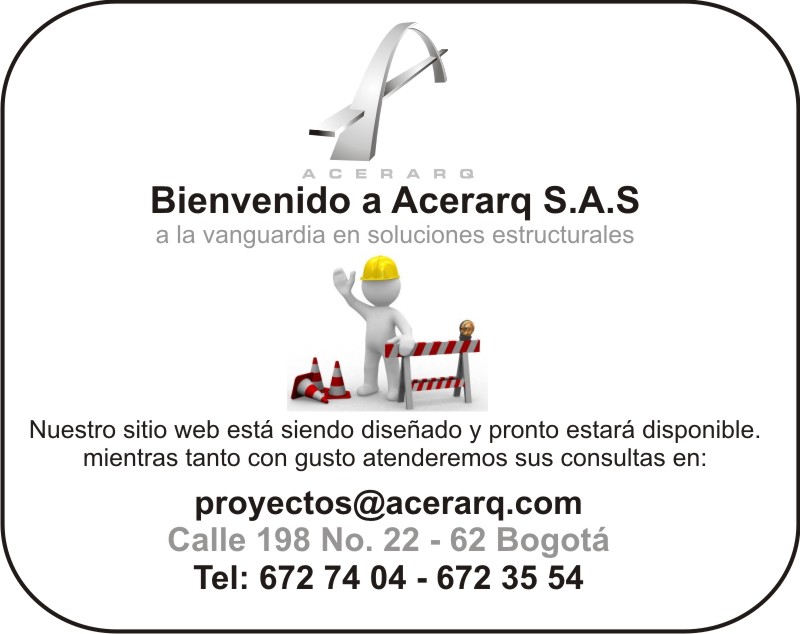 ACERARQ
Bienvenido a Acerarq S.A.S
a la vanguardia en soluciones estructurales
Nuestro sitio web está siendo diseñado y pronto estará disponible.
mientras tanto con gusto atenderemos sus consultas en:
proyectos@acerarq.com
Calle 198 No. 22 - 62 Bogotá
Tel: 672 74 04 - 672 35 54